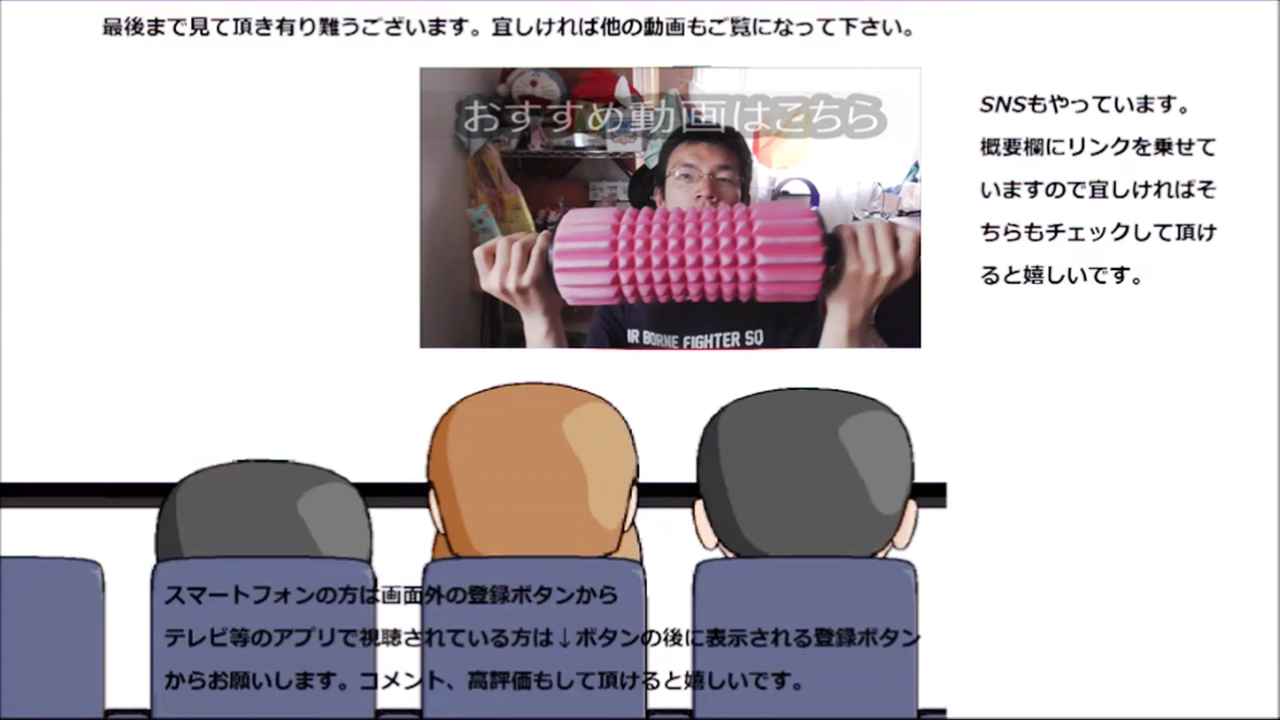 最後まで見て頂き有り難うございます。宜しければ他の動画もご覧になって下さい。
おすすめ動画はこちら
IR BORNE FIGHTER SQ
SNSもやっています。
概要欄にリンクを乗せて
いますので宜しければそ
ちらもチェックして頂け
ると嬉しいです。
スマートフォンの方は画面外の登録ボタンから
テレビ等のアプリで視聴されている方は↓ボタンの後に表示される登録ボタン
からお願いします。コメント、高評価もして頂けると嬉しいです。